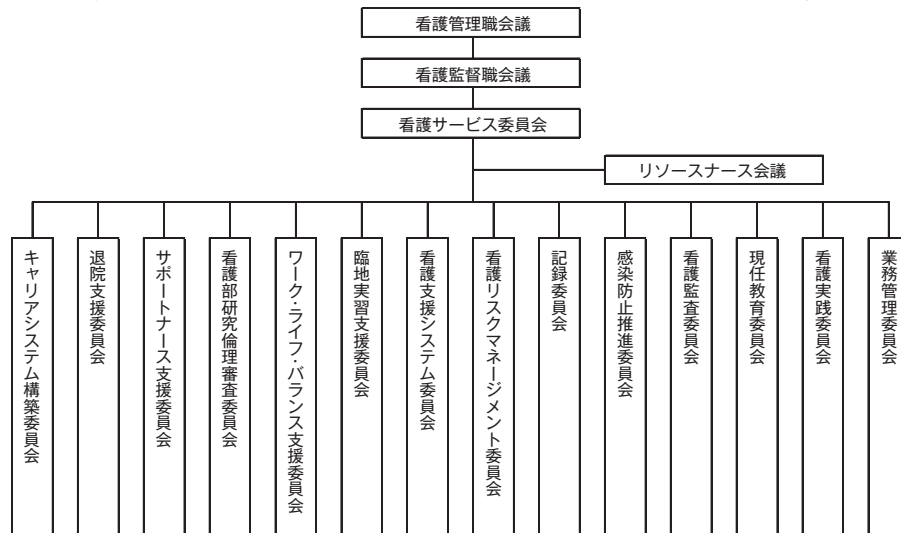 看護管理職会議
看護監督職会議
看護サービス委員会
リソースナース会議
キャリアシステム構築委員会
退院支援委員会
サポートナース支援委員会
看護部研究倫理審査委員会
ワーク・ライフ・バランス支援委員会
臨地実習支援委員会
看護支援システム委員会
看護リスクマネージメント委員会
記録委員会
感染防止推進委員会
看護監査委員会
現任教育委員会
看護実践委員会
業務管理委員会